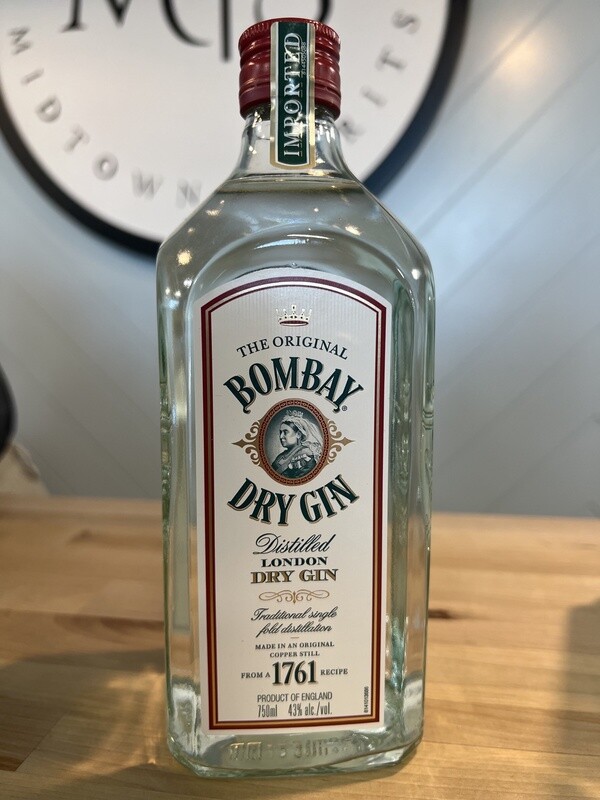 M S
MIDTOWN RITS
IMPORTED
THE ORIGINAL
BOMBAY®
DRY GIN
Distilled
LONDON
DRY GIN
Traditional single
fold distillation
MADE IN AN ORIGINAL
COPPER STILL
FROM A 1761 RECIPE
PRODUCT OF ENGLAND
750ml 43% alc./vol.